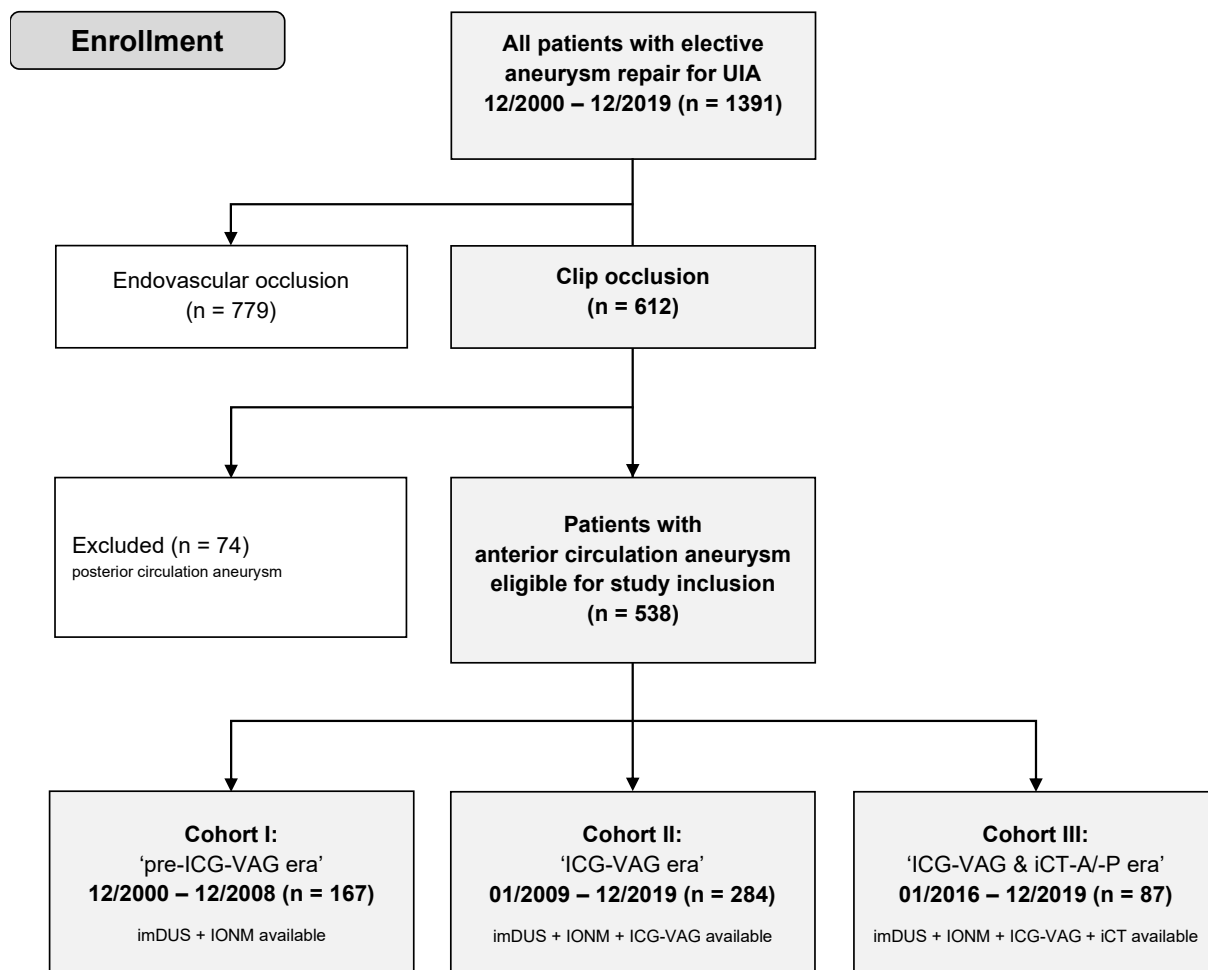 Enrollment
All patients with elective
aneurysm repair for UIA
12/2000 – 12/2019 (n = 1391)
Endovascular occlusion
(n = 779)
Clip occlusion
(n = 612)
Excluded (n = 74)
posterior circulation aneurysm
Patients with
anterior circulation aneurysm
eligible for study inclusion
(n = 538)
Cohort I:
‘pre-ICG-VAG era’
12/2000 – 12/2008 (n = 167)
imDUS + IONM available
Cohort II:
‘ICG-VAG era’
01/2009 – 12/2019 (n = 284)
imDUS + IONM + ICG-VAG available
Cohort III:
‘ICG-VAG & iCT-A/-P era’
01/2016 – 12/2019 (n = 87)
imDUS + IONM + ICG-VAG + iCT available